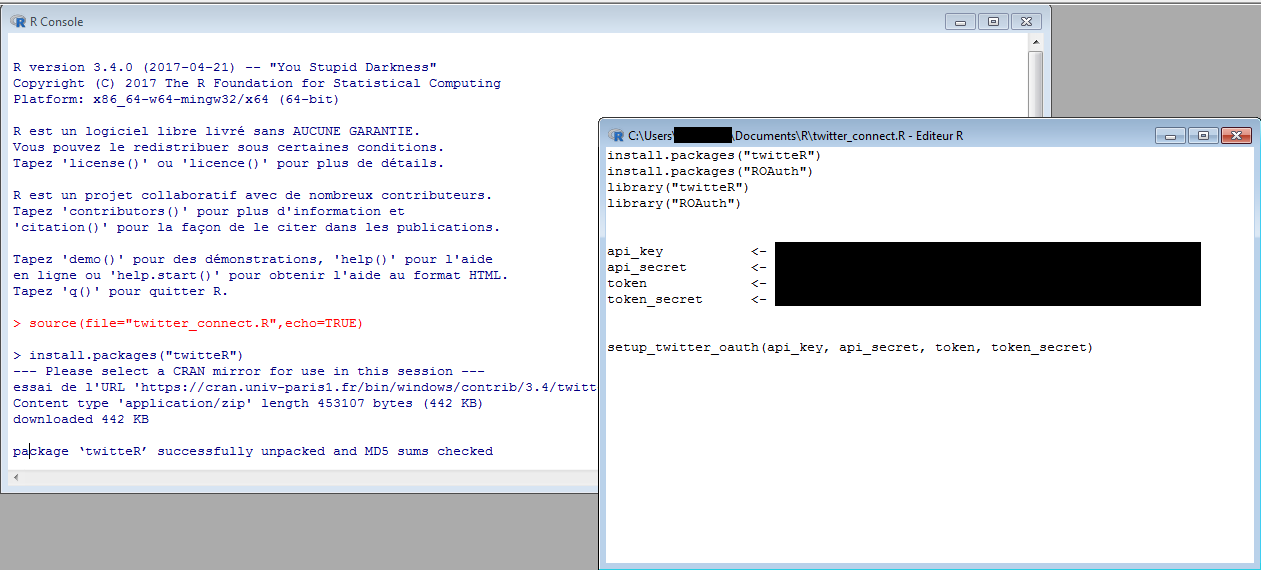 R Console
R version 3.4.0 (2017-04-21) -- "You Stupid Darkness"
Copyright (C) 2017 The R Foundation for Statistical Computing
Platform: x86_64-w64-mingw32/x64 (64-bit)
R est un logiciel libre livré sans AUCUNE GARANTIE.
Vous pouvez le redistribuer sous certaines conditions.
Tapez 'license()' ou 'licence()' pour plus de détails.
R est un projet collaboratif avec de nombreux contributeurs.
Tapez 'contributors()' pour plus d'information et
'citation()' pour la façon de le citer dans les publications.
Tapez 'demo()' pour des démonstrations, 'help()' pour l'aide
en ligne ou 'help.start()' pour obtenir l'aide au format HTML.
Tapez 'q()' pour quitter R.
> source(file="twitter_connect.R",echo=TRUE)
> install.packages("twitteR")
--- Please select a CRAN mirror for use in this session ---
essai de l'URL 'https://cran.univ-paris1.fr/bin/windows/contrib/3.4/twitt
Content type 'application/zip' length 453107 bytes (442 KB)
downloaded 442 KB
package ‘twitteR’ successfully unpacked and MD5 sums checked
C:\Users\ \Documents\R\twitter_connect.R - Editeur R
install.packages("twitteR")
install.packages("ROAuth")
library("twitteR")
library("ROAuth")
api_key <-
api_secret <-
token <-
token_secret <-
setup_twitter_oauth(api_key, api_secret, token, token_secret)